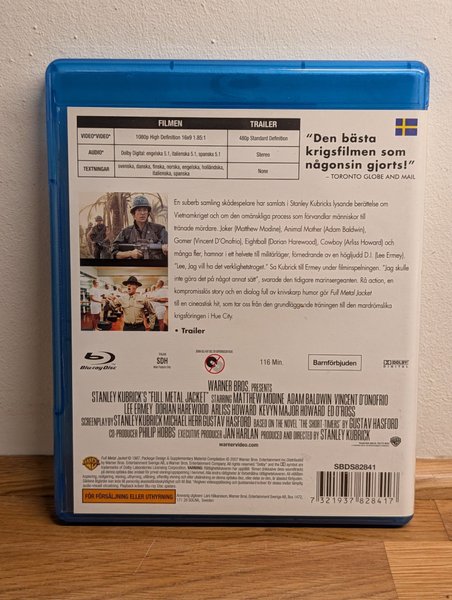 FILMEN TRAILER
VIDEO*VIDEO* 1080p High Definition 16x9 1.85:1 480p Standard Definition
AUDIO* Dolby Digital: engelska 5.1, italienska 5.1, spanska 5.1 Stereo
TEXTNINGAR svenska, danska, finska, norska, engelska, holländska, italienska, spanska None
"Den bästa
krigsfilmen som
någonsin gjorts!"
– TORONTO GLOBE AND MAIL
En suberb samling skådespelare har samlats i Stanley Kubricks lysande berättelse om
Vietnamkriget och om den omänskliga process som förvandlar människor till
tränade mördare. Joker (Matthew Modine), Animal Mother (Adam Baldwin),
Gomer (Vincent D'Onofrio), Eightball (Dorian Harewood), Cowboy (Arliss Howard) och
många fler, hamnar i ett helvete till militärläger, förnedrande av en högljudd D.I. (Lee Ermey).
"Lee, Jag vill ha det verklighetstroget." Sa Kubrick till Ermey under filminspelningen. "Jag skulle
inte göra det på något annat sätt", svarade den tidigare marinsergeanten. Rå action, en
kompromisslös story och en dialog full av knivskarp humor gör Full Metal Jacket
till en cineastisk hit, som tar oss från den grundläggande träningen till den mardrömslika
krigsföringen i Hue City.
• Trailer
Blu-ray Disc
SDH
116 Min.
Barnförbjuden
DOLBY
DIGITAL
WARNER BROS. PRESENTS
STANLEY KUBRICK'S "FULL METAL JACKET" STARRING MATTHEW MODINE ADAM BALDWIN VINCENT D'ONOFRIO
LEE ERMEY DORIAN HAREWOOD ARLISS HOWARD KEVYN MAJOR HOWARD ED O'ROSS
SCREENPLAY BY STANLEY KUBRICK MICHAEL HERR GUSTAV HASFORD BASED ON THE NOVEL "THE SHORT-TIMERS" BY GUSTAV HASFORD
CO-PRODUCER PHILIP HOBBS EXECUTIVE PRODUCER JAN HARLAN PRODUCED AND DIRECTED BY STANLEY KUBRICK
warnervideo.com
SBDS82841
FÖR FÖRSÄLJNING ELLER UTHYRNING
7 321937 828417